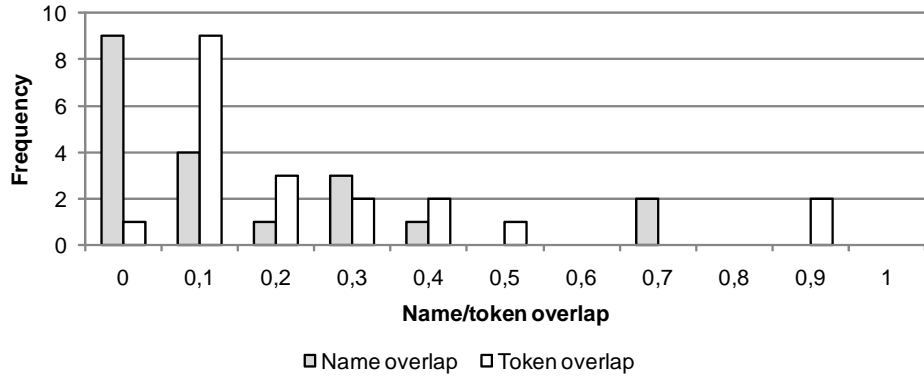 10
8
6
4
2
0
Frequency
0 0,1 0,2 0,3 0,4 0,5 0,6 0,7 0,8 0,9 1
Name/token overlap
Name overlap Token overlap